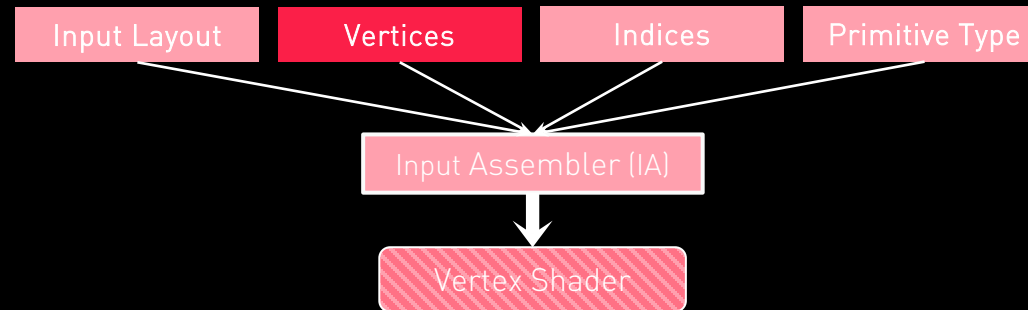 Input Layout
Vertices
Indices
Primitive Type
Input Assembler (IA)
Vertex Shader